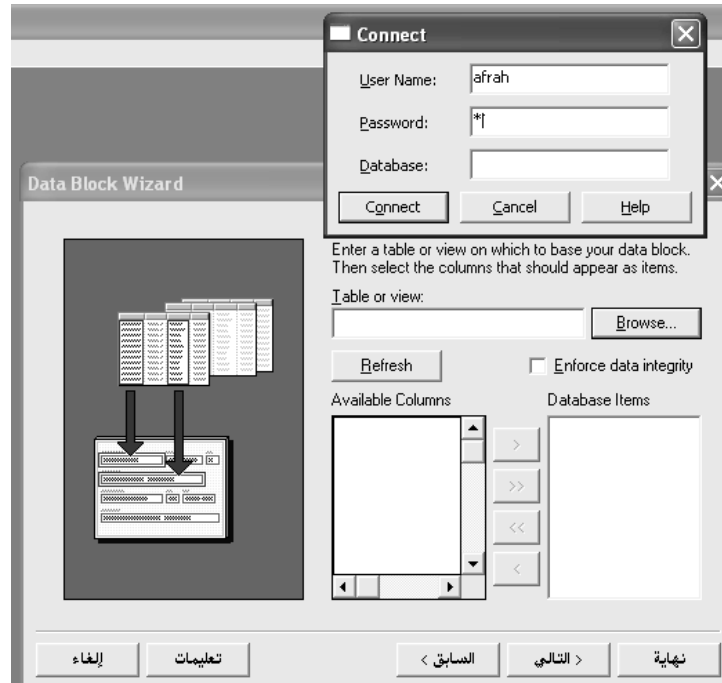 Connect
User Name: afrah
Password: *
Database:
Connect Cancel Help
Data Block Wizard
Enter a table or view on which to base your data block.
Then select the columns that should appear as items.
Table or view:
Browse...
Refresh Enforce data integrity
Available Columns Database Items
>
>>
<<
<
إلغاء تعليمات السابق > < التالي نهاية